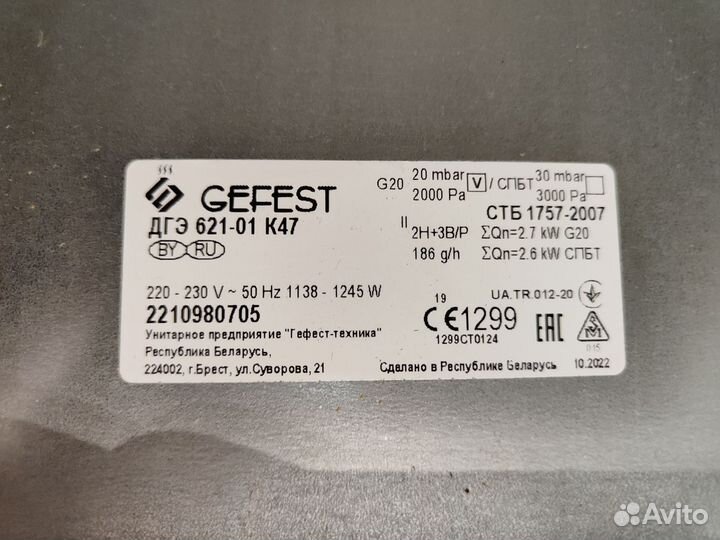 GEFEST
ДГЭ 621-01 К47
BY RU
220 - 230 V ~ 50 Hz 1138 - 1245 W
2210980705
Унитарное предприятие "Гефест-техника"
Республика Беларусь,
224002, г.Брест, ул.Суворова, 21
G20 20 mbar 2000 Pa V / СПБТ 30 mbar 3000 Pa
СТБ 1757-2007
II 2H+3B/P ΣQn=2.7 kW G20
186 g/h ΣQn=2.6 kW СПБТ
19 UA.TR.012-20
CE1299 EAC
1299CT0124
015
Сделано в Республике Беларусь 10.2022
Avito